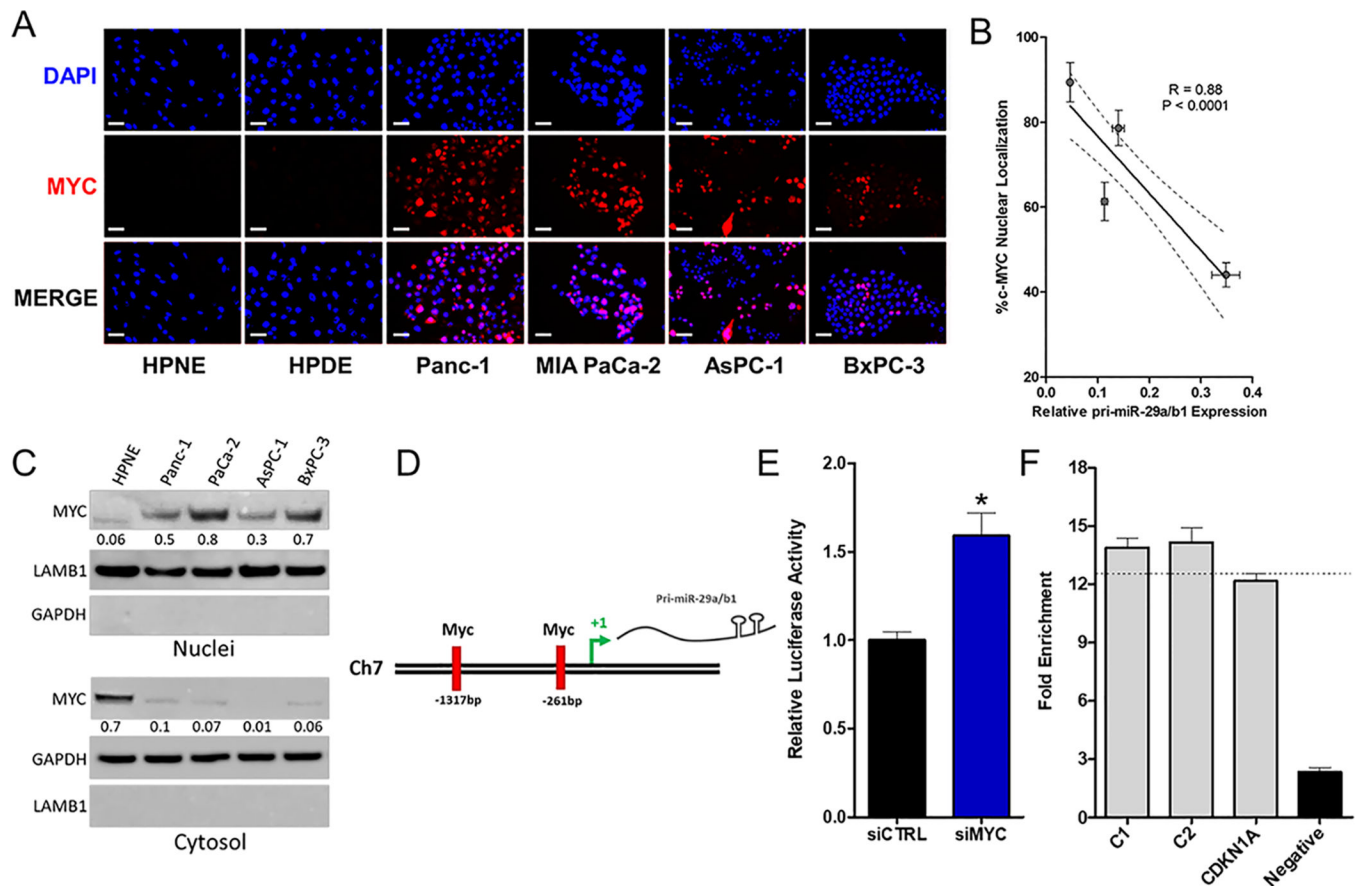 A
DAPI
MYC
MERGE
HPNE HPDE Panc-1 MIA PaCa-2 AsPC-1 BxPC-3
B
%c-MYC Nuclear Localization
100
80
60
40
20
R = 0.88
P < 0.0001
0.0 0.1 0.2 0.3 0.4
Relative pri-miR-29a/b1 Expression
C
HPNE Panc-1 PaCa-2 AsPC-1 BxPC-3
MYC
0.06 0.5 0.8 0.3 0.7
LAMB1
GAPDH
Nuclei
MYC
0.7 0.1 0.07 0.01 0.06
GAPDH
LAMB1
Cytosol
D
Pri-miR-29a/b1
Myc Myc +1
Ch7
-1317bp -261bp
E
Relative Luciferase Activity
2.0
1.5
1.0
0.5
0.0
*
siCTRL siMYC
F
Fold Enrichment
18
15
12
9
6
3
0
C1 C2 CDKN1A Negative